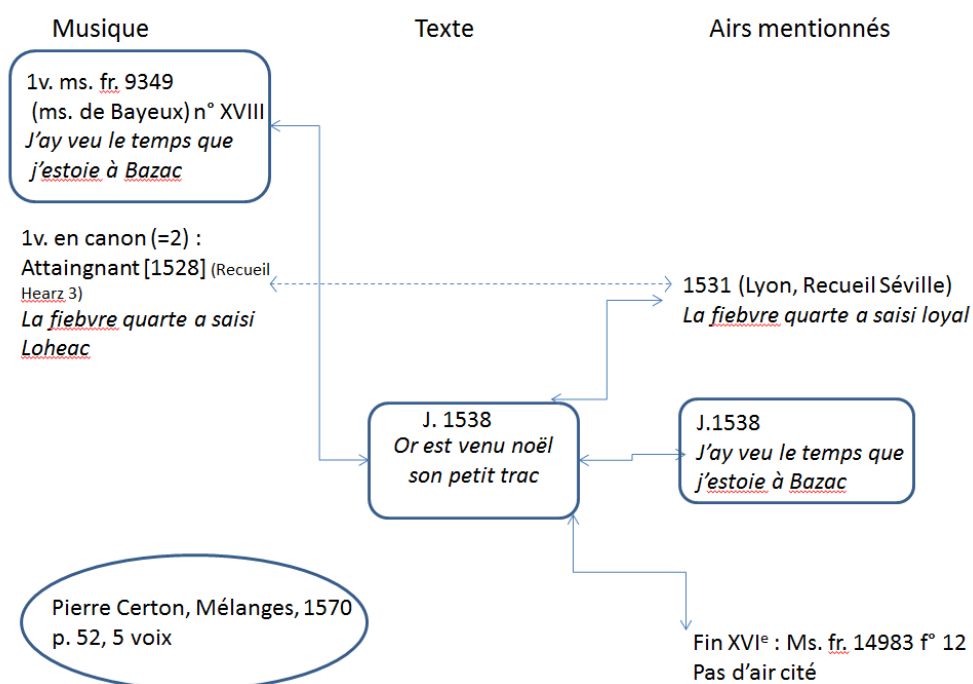 Musique
Texte
Airs mentionnés
1v. ms. fr. 9349
(ms. de Bayeux) n° XVIII
J’ay veu le temps que
j’estoie à Bazac
1v. en canon (=2) :
Attaingnant [1528] (Recueil
Heartz 3)
La fiebvre quarte a saisi
Loheac
1531 (Lyon, Recueil Séville)
La fiebvre quarte a saisi loyal
J. 1538
Or est venu noël
son petit trac
J.1538
J’ay veu le temps que
j’estoie à Bazac
Pierre Certon, Mélanges, 1570
p. 52, 5 voix
Fin XVIᵉ : Ms. fr. 14983 f° 12
Pas d’air cité